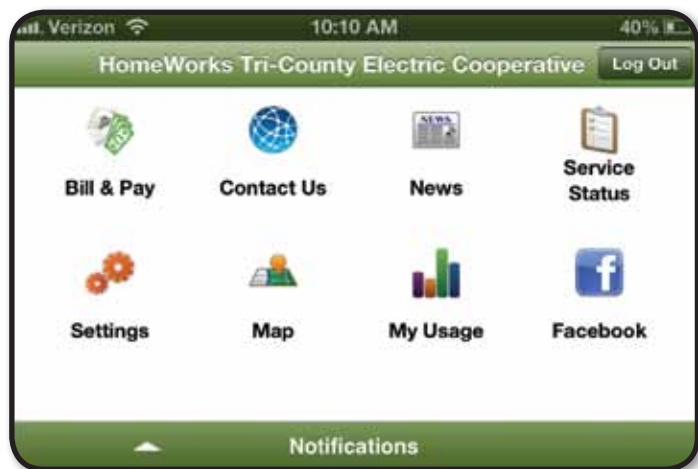 Verizon 10:10 AM 40%
HomeWorks Tri-County Electric Cooperative Log Out
NEWS
Bill & Pay Contact Us News Service Status
Settings Map My Usage Facebook
Notifications